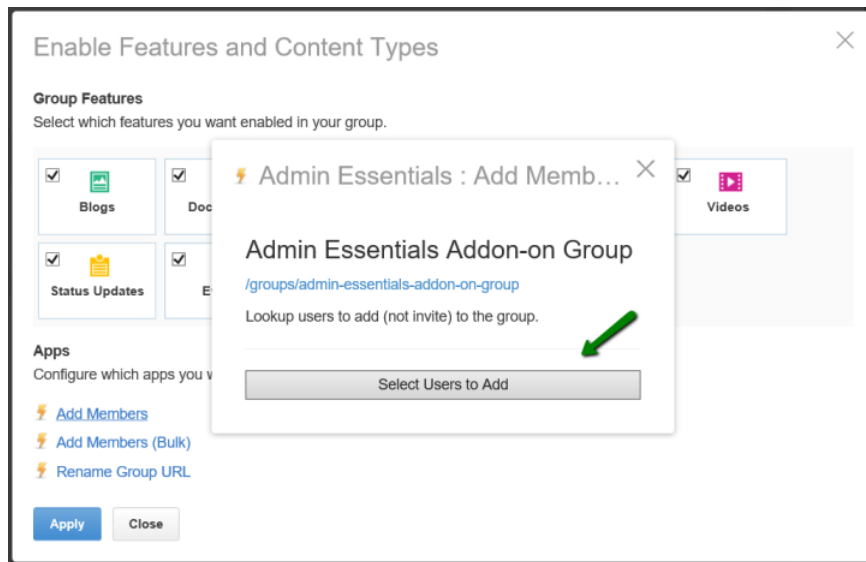 Enable Features and Content Types
Group Features
Select which features you want enabled in your group.
Admin Essentials : Add Memb...
Blogs
Doc
Videos
Admin Essentials Addon-on Group
/groups/admin-essentials-addon-on-group
Status Updates
E
Lookup users to add (not invite) to the group.
Apps
Configure which apps you w
Select Users to Add
Add Members
Add Members (Bulk)
Rename Group URL
Apply
Close